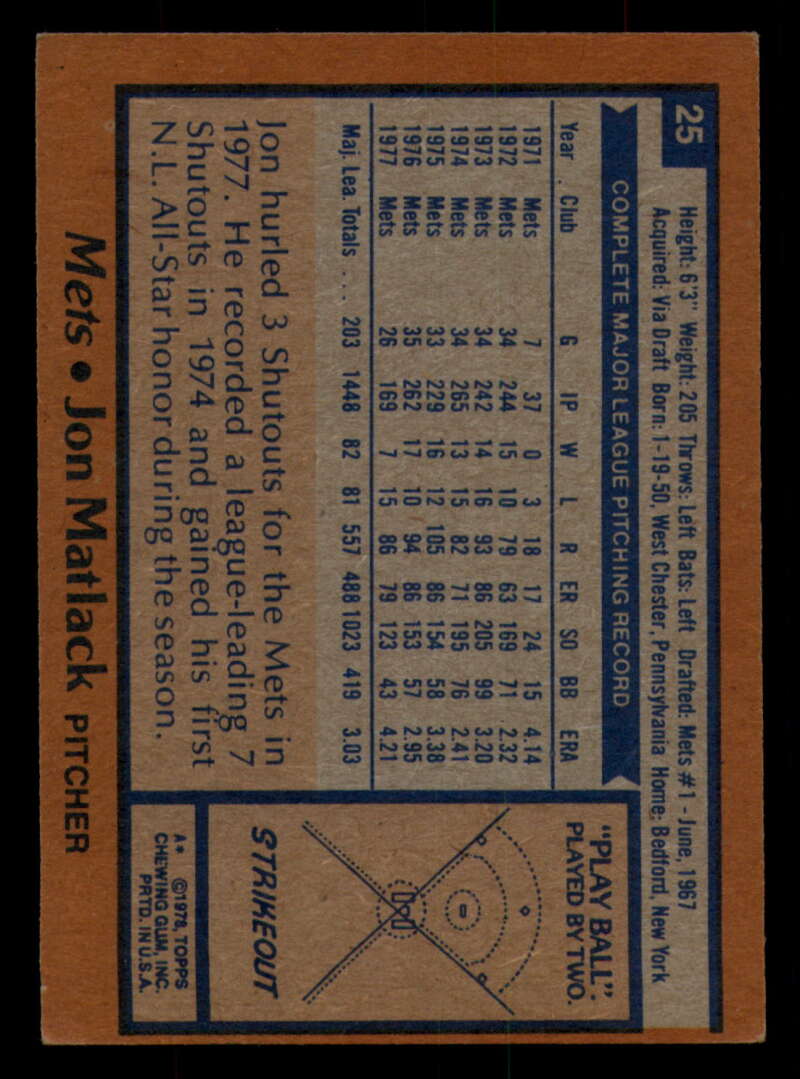 25
Height: 6'3" Weight: 205 Throws: Left Bats: Left Drafted: Mets #1 - June, 1967
Acquired: Via Draft Born: 1-19-50, West Chester, Pennsylvania Home: Bedford, New York
COMPLETE MAJOR LEAGUE PITCHING RECORD
Year Club G IP W L R ER SO BB ERA
1971 Mets 7 37 0 3 18 17 24 15 4.14
1972 Mets 34 244 15 10 79 63 169 71 2.32
1973 Mets 34 242 14 16 93 86 205 99 3.20
1974 Mets 34 265 13 15 82 71 195 76 2.41
1975 Mets 33 229 16 12 105 86 154 58 3.38
1976 Mets 35 262 17 10 94 86 153 57 2.95
1977 Mets 26 169 7 15 86 79 123 43 4.21
Maj. Lea. Totals ... 203 1448 82 81 557 488 1023 419 3.03
Jon hurled 3 Shutouts for the Mets in
1977. He recorded a league-leading 7
Shutouts in 1974 and gained his first
N.L. All-Star honor during the season.
"PLAY BALL".
PLAYED BY TWO.
STRIKEOUT
A* ©1978, TOPPS
CHEWING GUM, INC.
PRTD. IN U.S.A.
Mets • Jon Matlack PITCHER